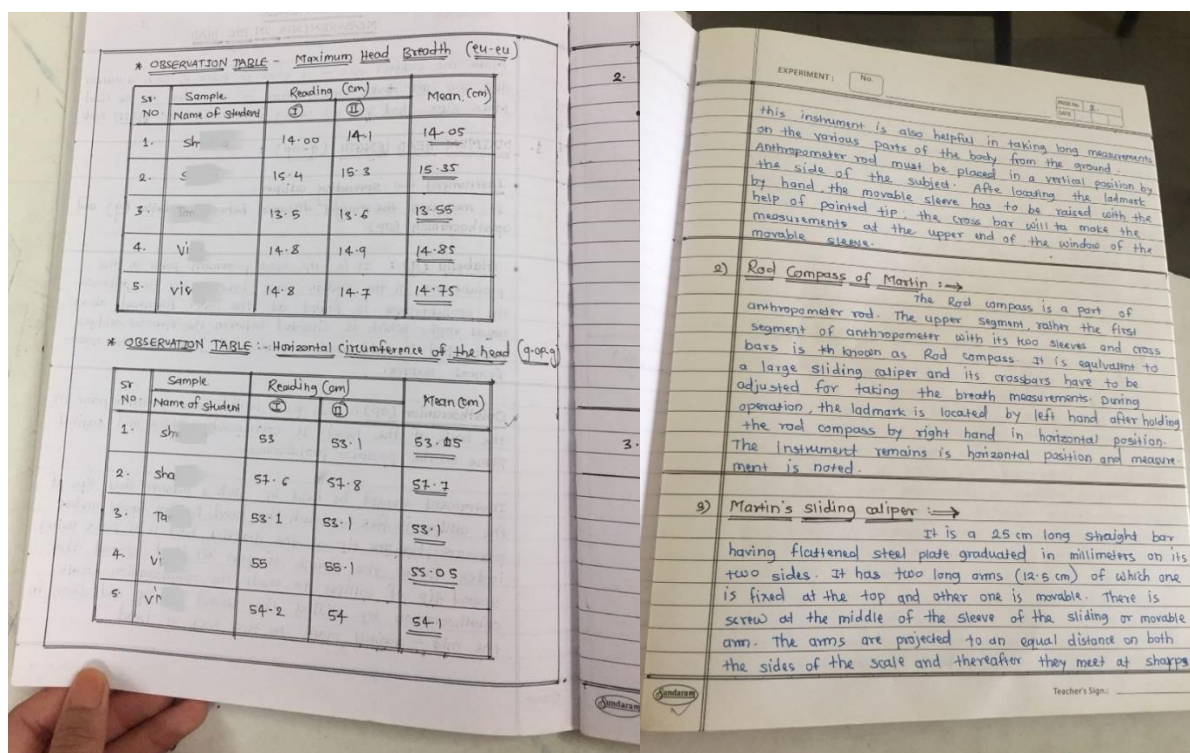 * OBSERVATION TABLE - Maximum Head Breadth (eu-eu)
Sr. NO Sample Name of Student Reading (cm) I II Mean (cm)
1. Sh 14.00 14.1 14.05
2. S 15.4 15.3 15.35
3. 13.5 13.6 13.55
4. Vi 14.8 14.9 14.85
5. Viv 14.8 14.7 14.75
* OBSERVATION TABLE :- Horizontal circumference of the head (g-op-g)
Sr NO Sample Name of Student Reading (cm) I II Mean (cm)
1. Sh 53 53.1 53.05
2. Sha 57.6 57.8 57.7
3. Ta 53.1 53.1 53.1
4. Vi 55 55.1 55.05
5. Vi 54.2 54 54.1
2.
3.
Sundaram
EXPERIMENT : No.
PAGE No. 2
DATE
this instrument is also helpful in taking long measurements
on the various parts of the body from the ground.
Anthropometer rod must be placed in a vertical position by
the side of the subject. Afte locating the ladmark
by hand, the movable sleeve has to be raised with the
help of pointed tip. the cross bar will ta make the
measurements at the upper end of the window of the
movable sleeve.
2) Rod Compass of Martin :→
The Rod compass is a part of
anthropometer rod. The upper segment, rather the first
segment of anthropometer with its two sleeves and cross
bars is kh known as Rod compass. It is equlvalent to
a large sliding caliper and its crossbars have to be
adjusted for taking the breath measurements. During
operation, the ladmark is located by left hand after holding
the rod compass by right hand in horizontal position.
The instrument remains is horizontal position and measure-
ment is noted.
3) Martin's sliding caliper :→
It is a 25 cm long straight bar
having flattened steel plate graduated in millimeters on its
two sides. It has two long arms (12.5 cm) of which one
is fixed at the top and other one is movable. There is
screw at the middle of the sleeve of the sliding or movable
arm. The arms are projected to an equal distance on both
the sides of the scale and thereafter they meet at sharps
Sundaram
Teacher's Sign.: